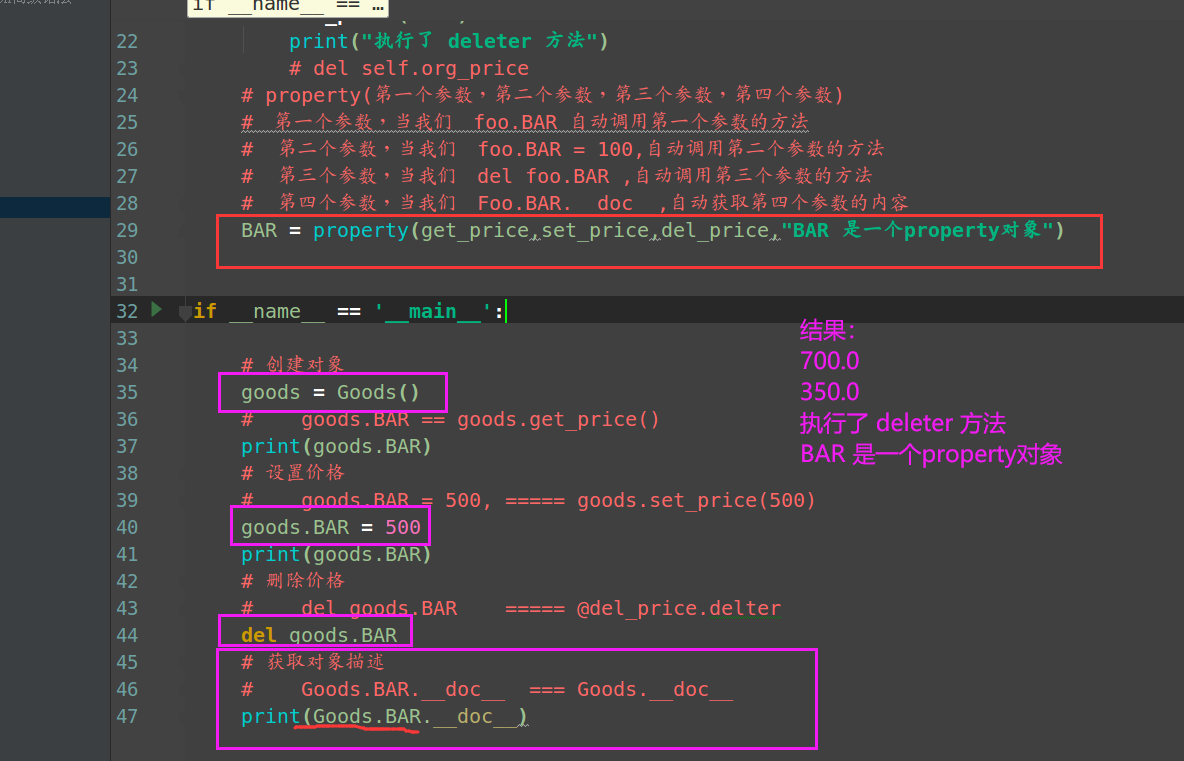 if __name__ == …
22 print("执行了 deleter 方法")
23 # del self.org_price
24 # property(第一个参数，第二个参数，第三个参数，第四个参数)
25 # 第一个参数，当我们 foo.BAR 自动调用第一个参数的方法
26 # 第二个参数，当我们 foo.BAR = 100,自动调用第二个参数的方法
27 # 第三个参数，当我们 del foo.BAR ,自动调用第三个参数的方法
28 # 第四个参数，当我们 Foo.BAR.__doc__,自动获取第四个参数的内容
29 BAR = property(get_price,set_price,del_price,"BAR 是一个property对象")
30
31
32 if __name__ == '__main__':
33
34 # 创建对象
35 goods = Goods()
36 # goods.BAR == goods.get_price()
37 print(goods.BAR)
38 # 设置价格
39 # goods.BAR = 500, ===== goods.set_price(500)
40 goods.BAR = 500
41 print(goods.BAR)
42 # 删除价格
43 # del goods.BAR ===== @del_price.delter
44 del goods.BAR
45 # 获取对象描述
46 # Goods.BAR.__doc__ === Goods.__doc__
47 print(Goods.BAR.__doc__)
结果:
700.0
350.0
执行了 deleter 方法
BAR 是一个property对象